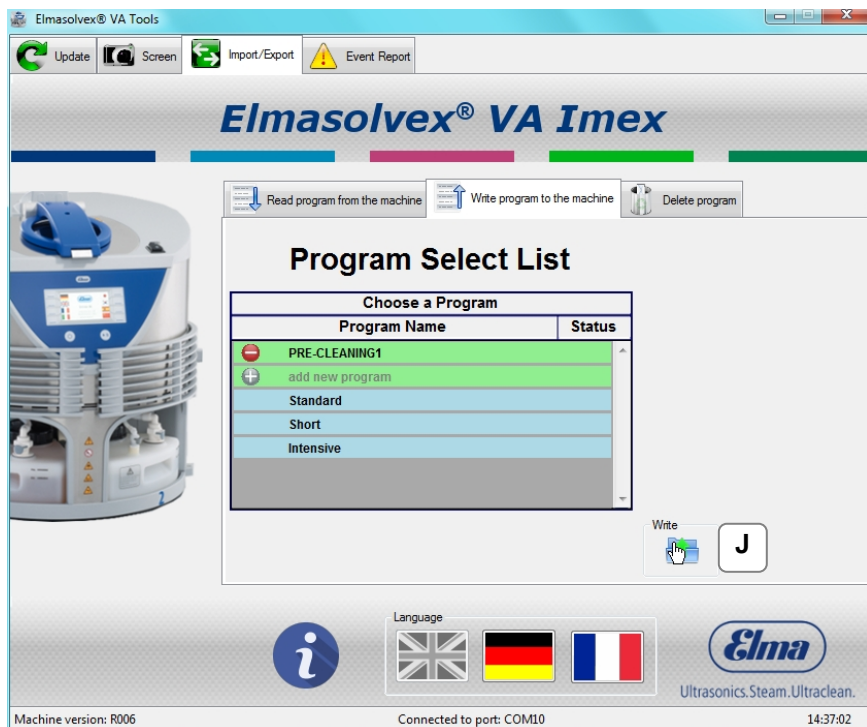 Elmasolvex® VA Tools
Update
Screen
Import/Export
Event Report
Elmasolvex® VA Imex
Read program from the machine
Write program to the machine
Delete program
Program Select List
Choose a Program
Program Name
Status
PRE-CLEANING1
add new program
Standard
Short
Intensive
2
Write
J
Language
Elma
Ultrasonics.Steam.Ultraclean.
Machine version: R006
Connected to port: COM10
14:37:02